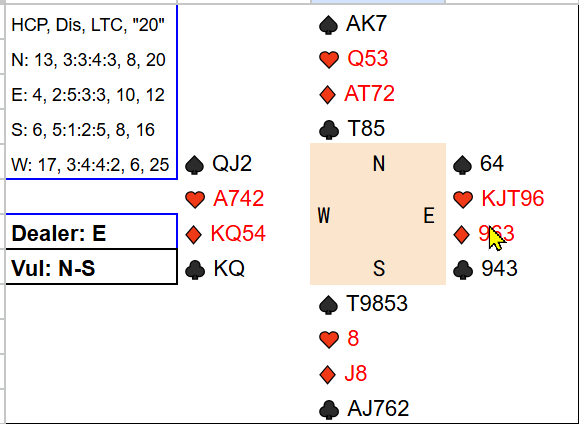 HCP, Dis, LTC, "20"
N: 13, 3:3:4:3, 8, 20
E: 4, 2:5:3:3, 10, 12
S: 6, 5:1:2:5, 8, 16
W: 17, 3:4:4:2, 6, 25
Dealer: E
Vul: N-S
♠ AK7
♥ Q53
♦ AT72
♣ T85
♠ QJ2
♥ A742
♦ KQ54
♣ KQ
N
W E
S
♠ 64
♥ KJT96
♦ 963
♣ 943
♠ T9853
♥ 8
♦ J8
♣ AJ762